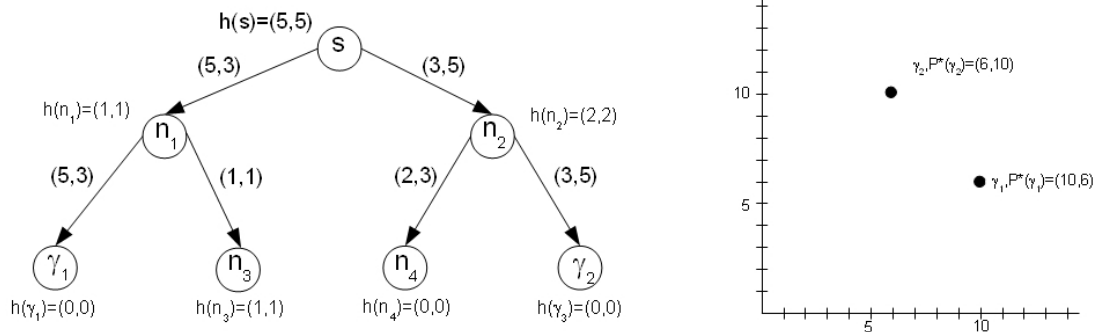 h(s)=(5,5)
s
(5,3)
(3,5)
h(n₁)=(1,1)
n₁
n₂
h(n₂)=(2,2)
(5,3)
(1,1)
(2,3)
(3,5)
γ₁
n₃
n₄
γ₂
h(γ₁)=(0,0)
h(n₃)=(1,1)
h(n₄)=(0,0)
h(γ₃)=(0,0)
γ₂,P*(γ₂)=(6,10)
10
γ₁,P*(γ₁)=(10,6)
5
5
10